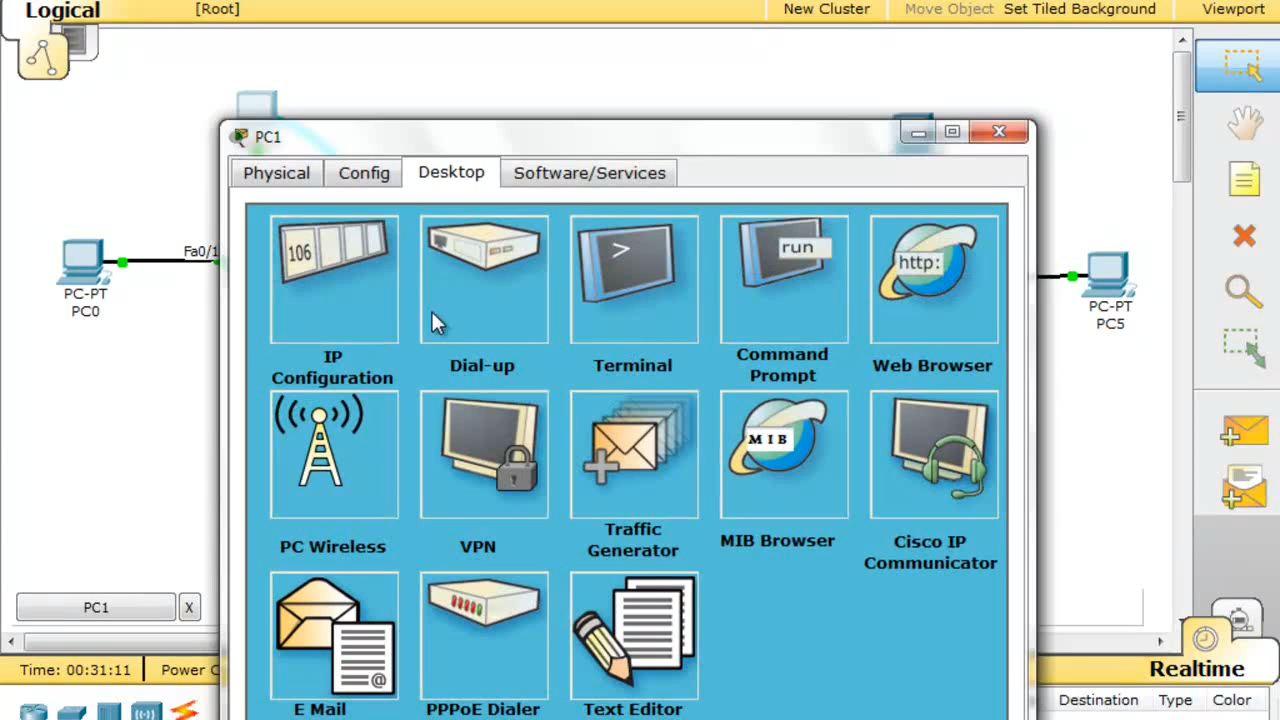 Logical
[Root]
New Cluster
Move Object
Set Tiled Background
Viewport
PC1
Physical
Config
Desktop
Software/Services
106
>
run
http:
IP
Configuration
Dial-up
Terminal
Command
Prompt
Web Browser
Fa0/1
PC-PT
PC0
PC-PT
PC5
MIB
PC Wireless
VPN
Traffic
Generator
MIB Browser
Cisco IP
Communicator
@
E Mail
PPPoE Dialer
Text Editor
PC1
X
Time: 00:31:11
Power C
Realtime
Destination
Type
Color